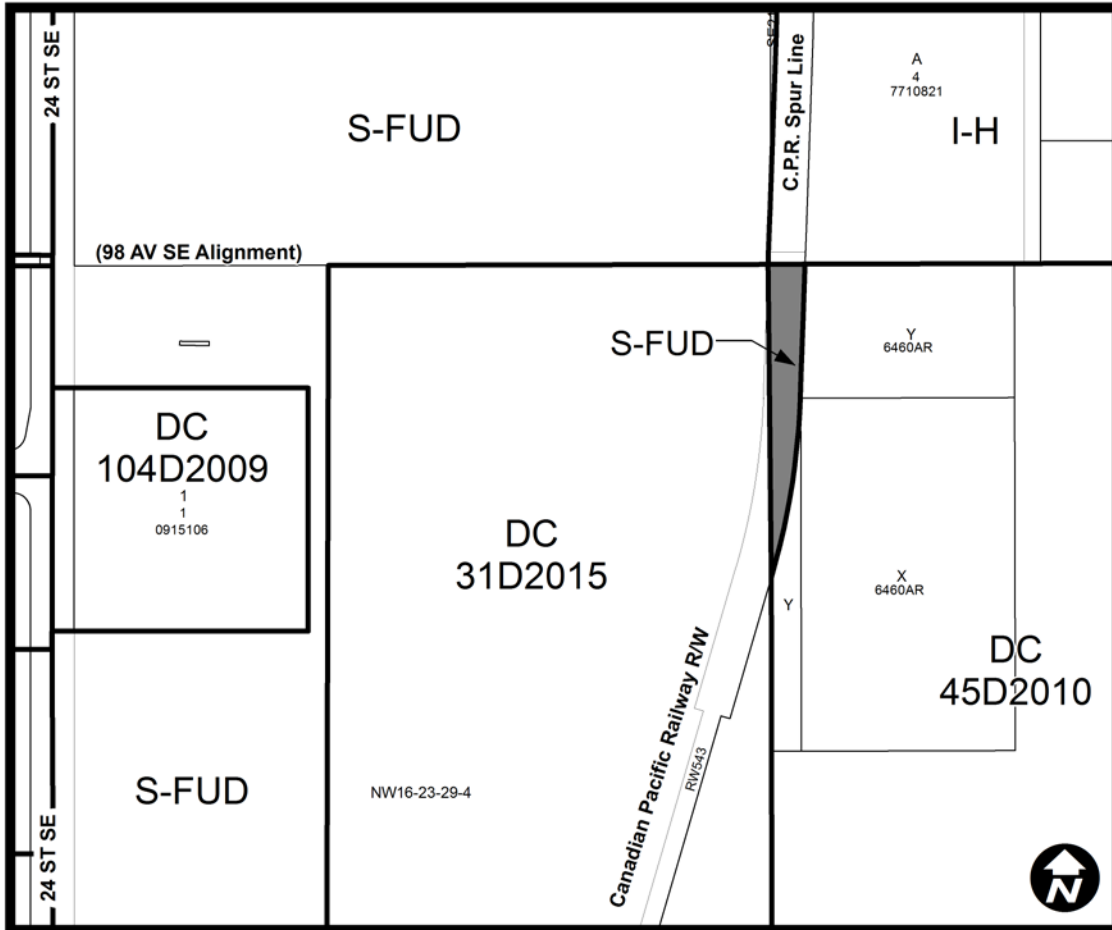 24 ST SE
S-FUD
C.P.R. Spur Line
A
4
7710821
I-H
(98 AV SE Alignment)
S-FUD
Y
6460AR
DC
104D2009
1
1
0915106
DC
31D2015
X
6460AR
Y
DC
45D2010
Canadian Pacific Railway R/W
RW543
S-FUD
NW16-23-29-4
24 ST SE
N